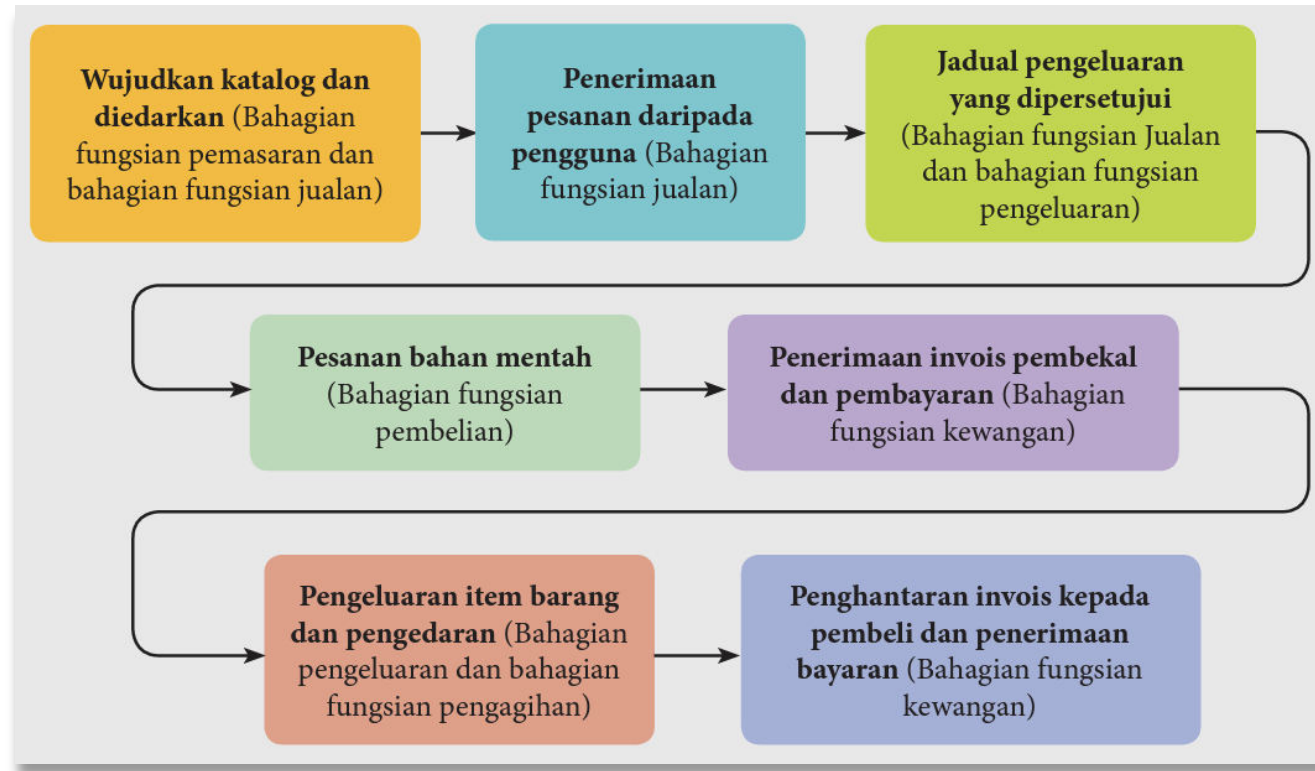 Wujudkan katalog dan
diedarkan (Bahagian
fungsian pemasaran dan
bahagian fungsian jualan)
Penerimaan
pesanan daripada
pengguna (Bahagian
fungsian jualan)
Jadual pengeluaran
yang dipersetujui
(Bahagian fungsian Jualan
dan bahagian fungsian
pengeluaran)
Pesanan bahan mentah
(Bahagian fungsian
pembelian)
Penerimaan invois pembekal
dan pembayaran (Bahagian
fungsian kewangan)
Pengeluaran item barang
dan pengedaran (Bahagian
pengeluaran dan bahagian
fungsian pengagihan)
Penghantaran invois kepada
pembeli dan penerimaan
bayaran (Bahagian fungsian
kewangan)